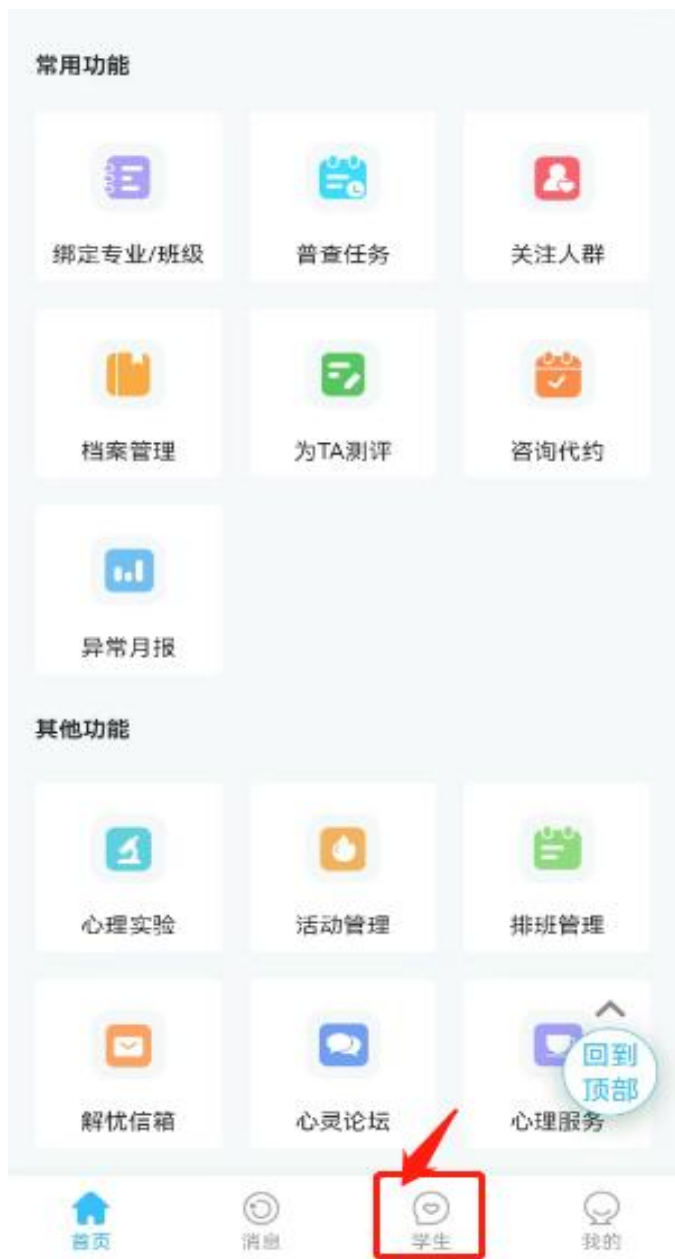 常用功能
绑定专业/班级 普查任务 关注人群
档案管理 为TA测评 咨询代约
异常月报
其他功能
心理实验 活动管理 排班管理
回到
顶部
解忧信箱 心灵论坛 心理服务
首页 消息 学生 我的